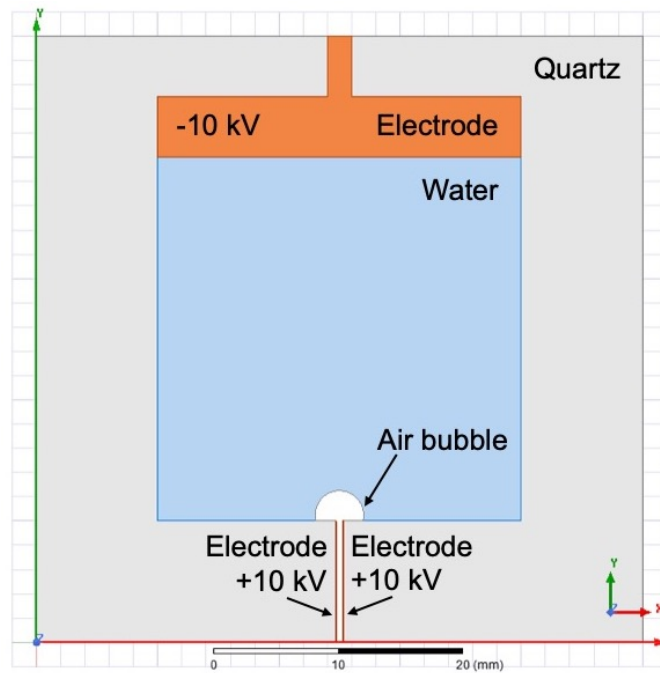 Y
Quartz
-10 kV Electrode
Water
Air bubble
Electrode Electrode
+10 kV +10 kV
Y
Z
X
Z
0 10 20 (mm)